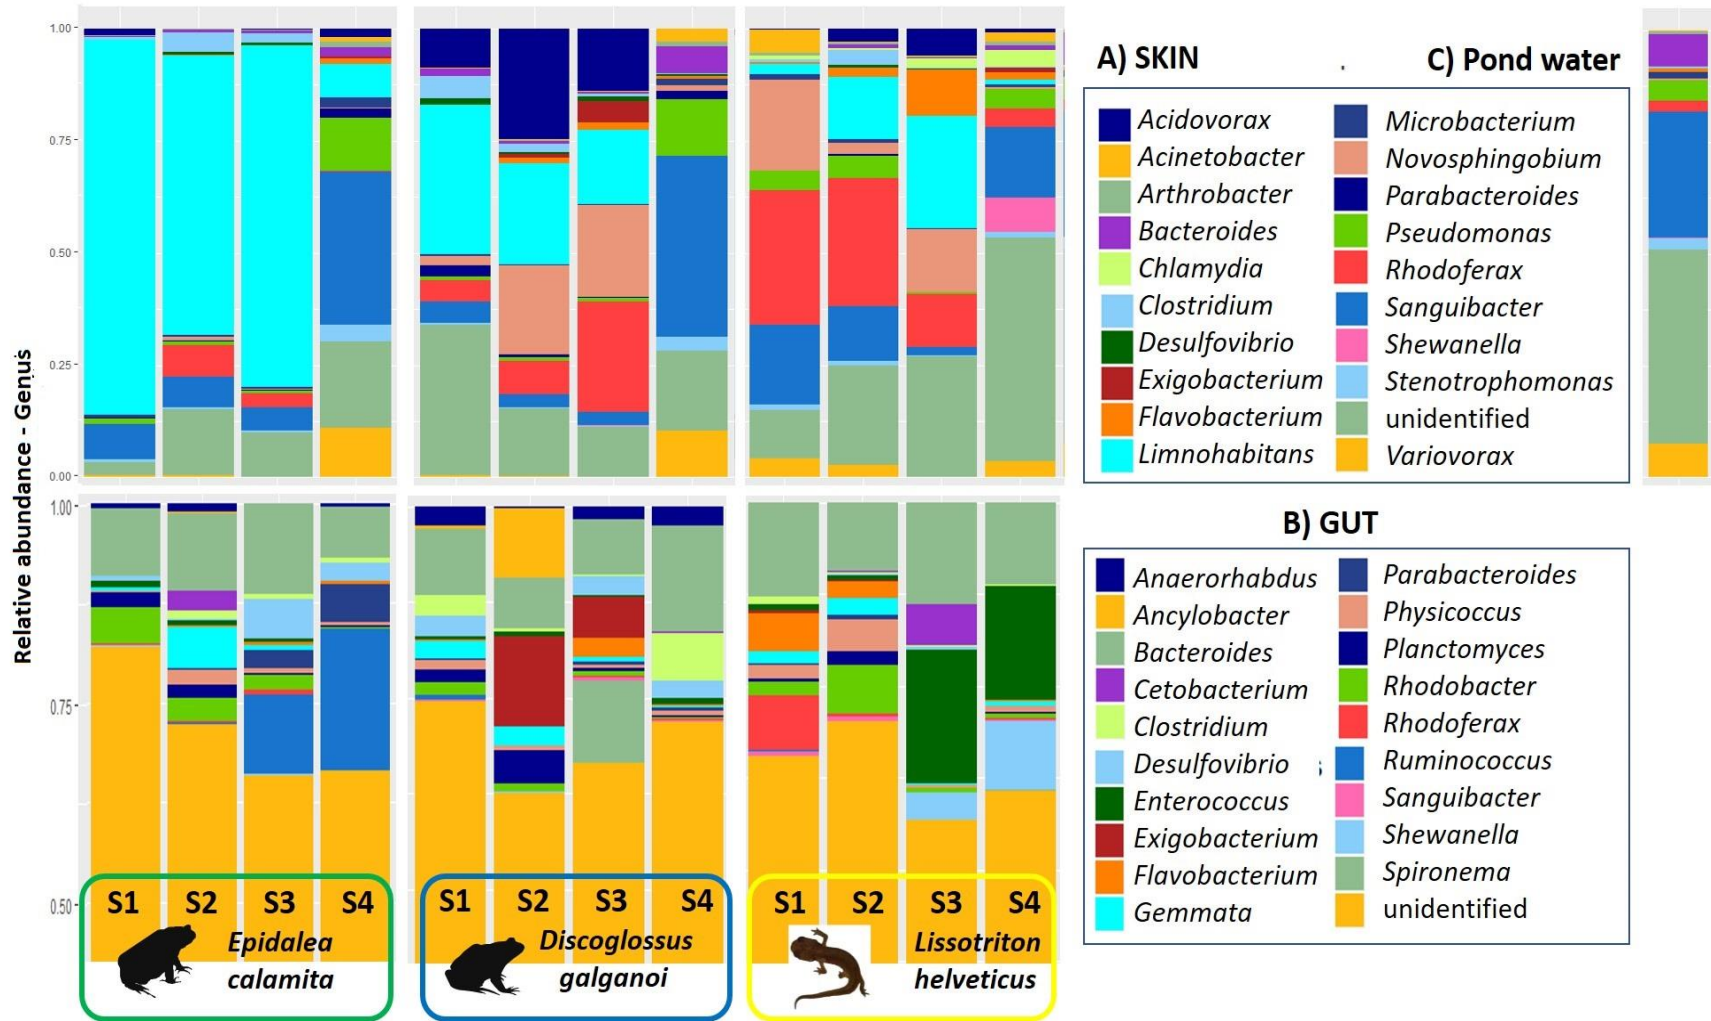 A) SKIN
C) Pond water
Acidovorax
Acinetobacter
Arthrobacter
Bacteroides
Chlamydia
Clostridium
Desulfovibrio
Exigobacterium
Flavobacterium
Limnohabitans
Microbacterium
Novosphingobium
Parabacteroides
Pseudomonas
Rhodoferax
Sanguibacter
Shewanella
Stenotrophomonas
unidentified
Variovorax
B) GUT
Anaerorhabdus
Ancylobacter
Bacteroides
Cetobacterium
Clostridium
Desulfovibrio
Enterococcus
Exigobacterium
Flavobacterium
Gemmata
Parabacteroides
Physicoccus
Planctomyces
Rhodobacter
Rhodoferax
Ruminococcus
Sanguibacter
Shewanella
Spironema
unidentified
Relative abundance - Genus
1.00
0.75
0.50
0.25
0.00
1.00
0.75
0.50
S1 S2 S3 S4
Epidalea
calamita
S1 S2 S3 S4
Discoglossus
galganoi
S1 S2 S3 S4
Lissotriton
helveticus